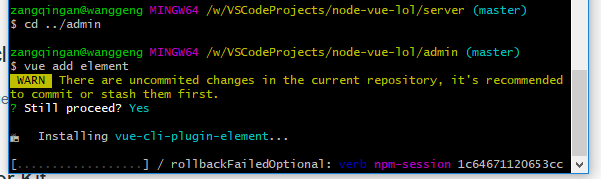 zangqingan@wanggeng MINGW64 /w/VSCodeProjects/node-vue-lol/server (master)
$ cd ../admin
zangqingan@wanggeng MINGW64 /w/VSCodeProjects/node-vue-lol/admin (master)
$ vue add element
WARN There are uncommited changes in the current repository, it's recommended
to commit or stash them first.
? Still proceed? Yes
Installing vue-cli-plugin-element...
[..................] / rollbackFailedOptional: verb npm-session 1c64671120653cc